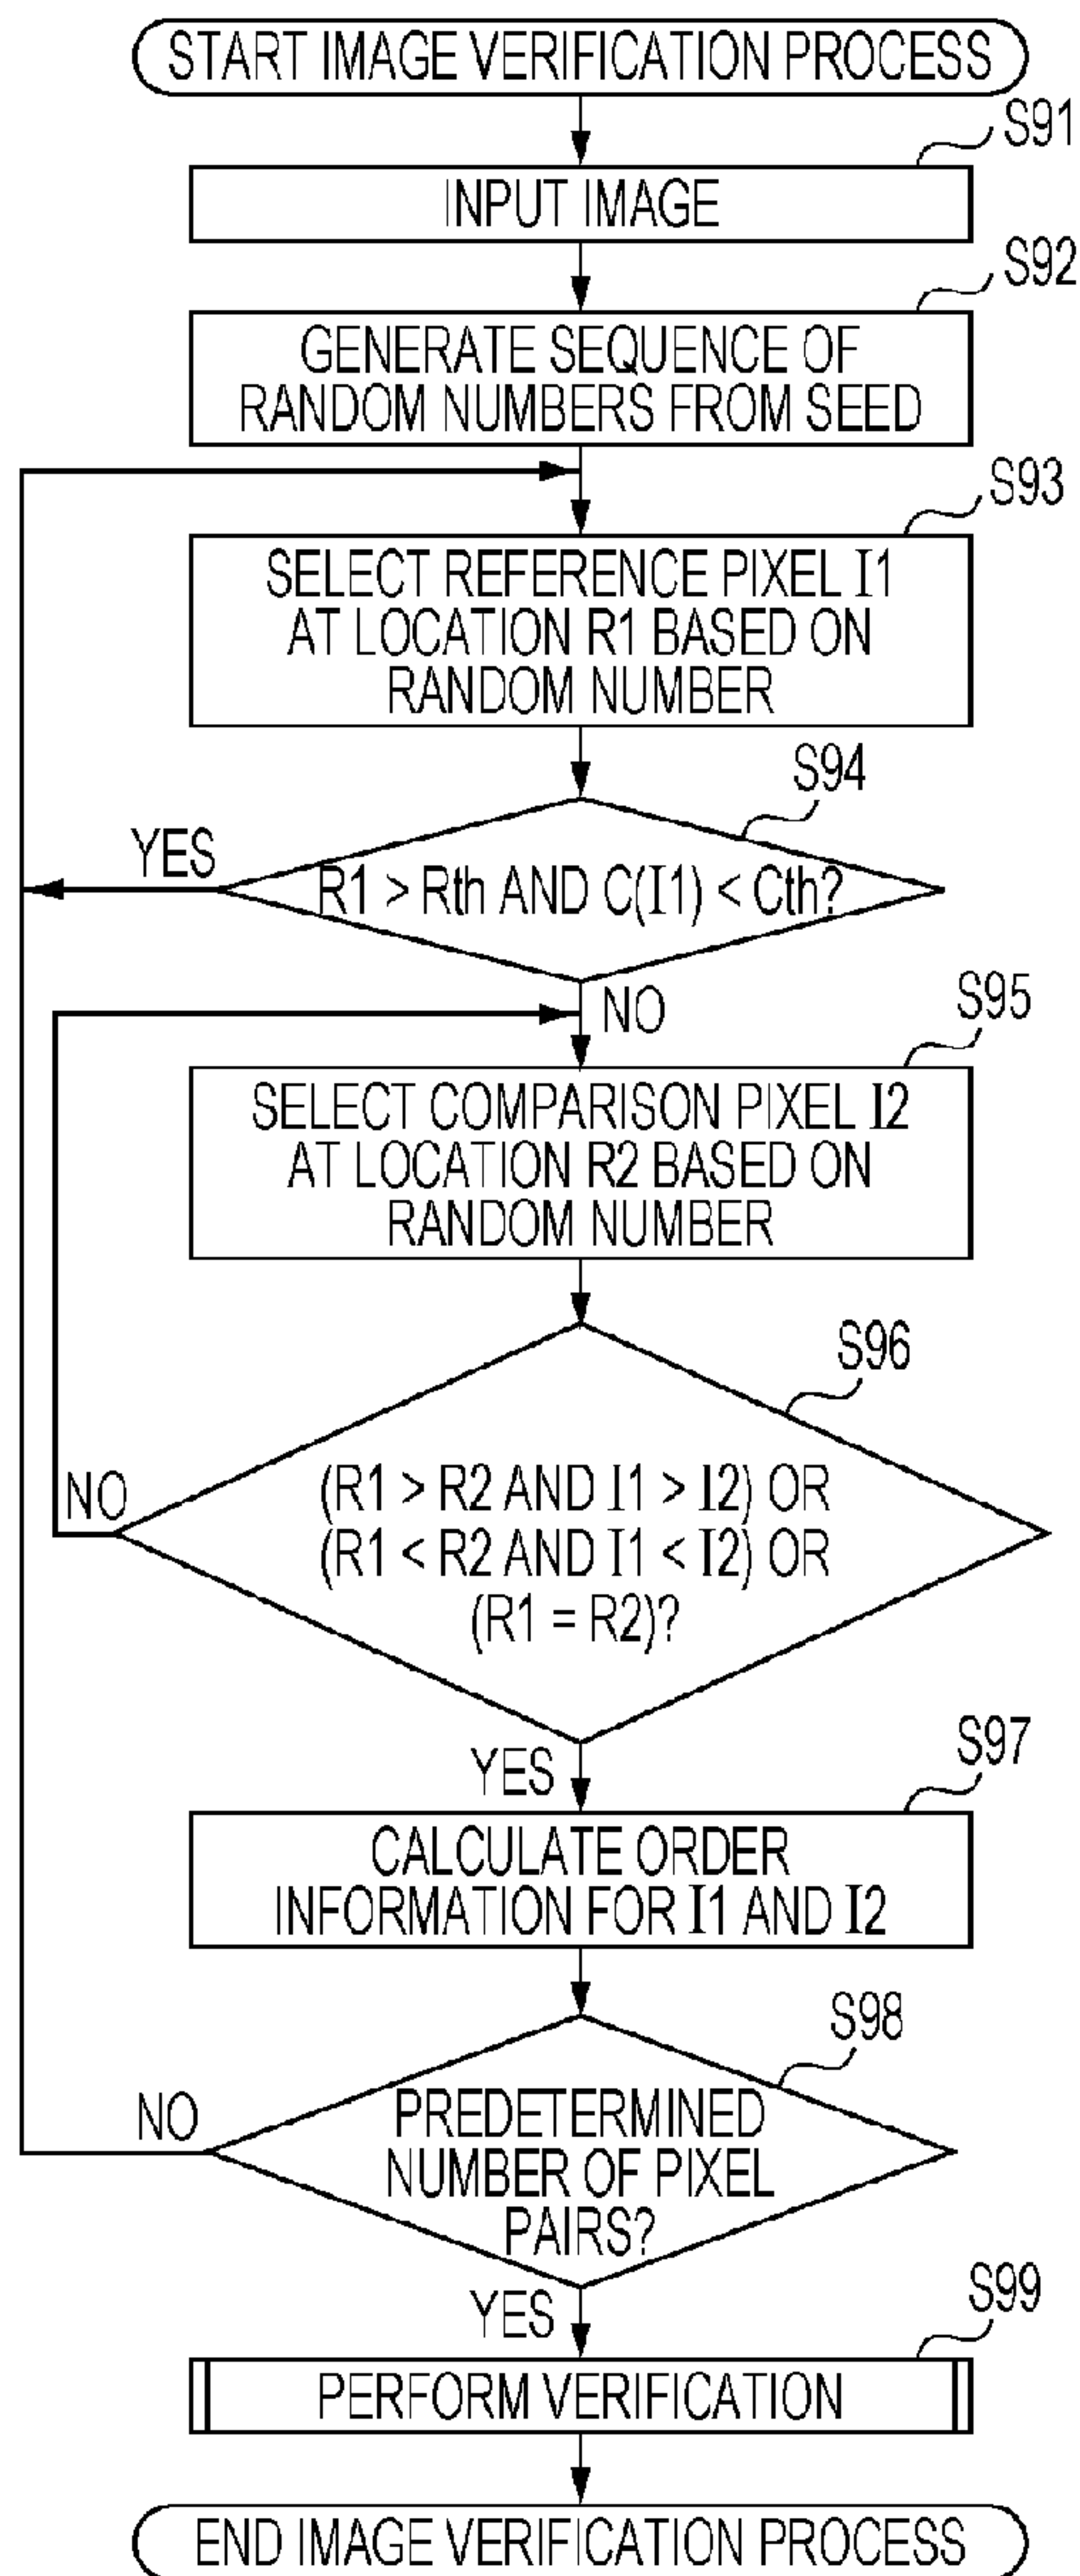 START IMAGE VERIFICATION PROCESS
S91
INPUT IMAGE
S92
GENERATE SEQUENCE OF
RANDOM NUMBERS FROM SEED
S93
SELECT REFERENCE PIXEL I1
AT LOCATION R1 BASED ON
RANDOM NUMBER
S94
YES
R1 > Rth AND C(I1) < Cth?
NO
S95
SELECT COMPARISON PIXEL I2
AT LOCATION R2 BASED ON
RANDOM NUMBER
S96
NO
(R1 > R2 AND I1 > I2) OR
(R1 < R2 AND I1 < I2) OR
(R1 = R2)?
YES
S97
CALCULATE ORDER
INFORMATION FOR I1 AND I2
S98
NO
PREDETERMINED
NUMBER OF PIXEL
PAIRS?
YES
S99
PERFORM VERIFICATION
END IMAGE VERIFICATION PROCESS